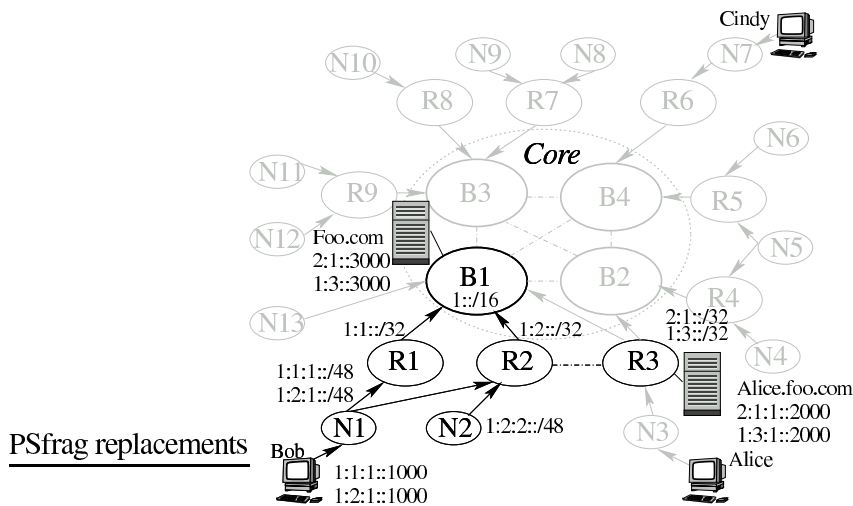 Cindy
N10
N9
N8
N7
R8
R7
R6
N6
Core
N11
R9
B3
B4
R5
N12
Foo.com
2:1::3000
1:3::3000
N5
B1
1::/16
B2
R4
N13
1:1::/32
1:2::/32
2:1::/32
1:3::/32
R1
R2
R3
N4
1:1:1::/48
1:2:1::/48
Alice.foo.com
2:1:1::2000
1:3:1::2000
N1
N2
1:2:2::/48
N3
PSfrag replacements
Bob
Alice
1:1:1::1000
1:2:1::1000